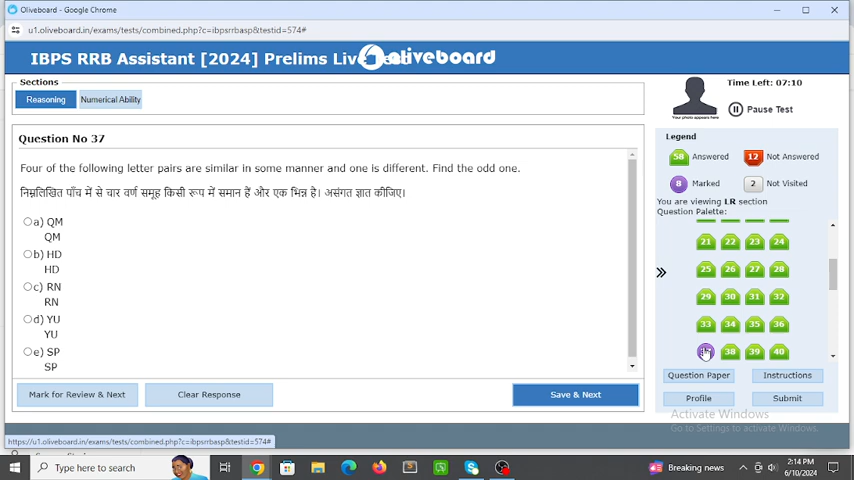 Oliveboard - Google Chrome
u1.oliveboard.in/exams/tests/combined.php?c=ibpsrrbasp&testid=574#
IBPS RRB Assistant [2024] Prelims Live Test
oliveboard
Sections
Reasoning
Numerical Ability
Your photo appears here
Time Left: 07:10
Pause Test
Question No 37
Four of the following letter pairs are similar in some manner and one is different. Find the odd one.
निम्नलिखित पाँच में से चार वर्ण समूह किसी रूप में समान हैं और एक भिन्न है। असंगत ज्ञात कीजिए।
a) QM
QM
b) HD
HD
c) RN
RN
d) YU
YU
e) SP
SP
Legend
58 Answered
12 Not Answered
8 Marked
2 Not Visited
You are viewing LR section
Question Palette:
21 22 23 24
25 26 27 28
29 30 31 32
33 34 35 36
38 39 40
Mark for Review & Next
Clear Response
Save & Next
Question Paper
Instructions
Profile
Submit
Activate Windows
Go to Settings to activate Windows.
https://u1.oliveboard.in/exams/tests/combined.php?c=ibpsrrbasp&testid=574#
Type here to search
Breaking news
2:14 PM
6/10/2024